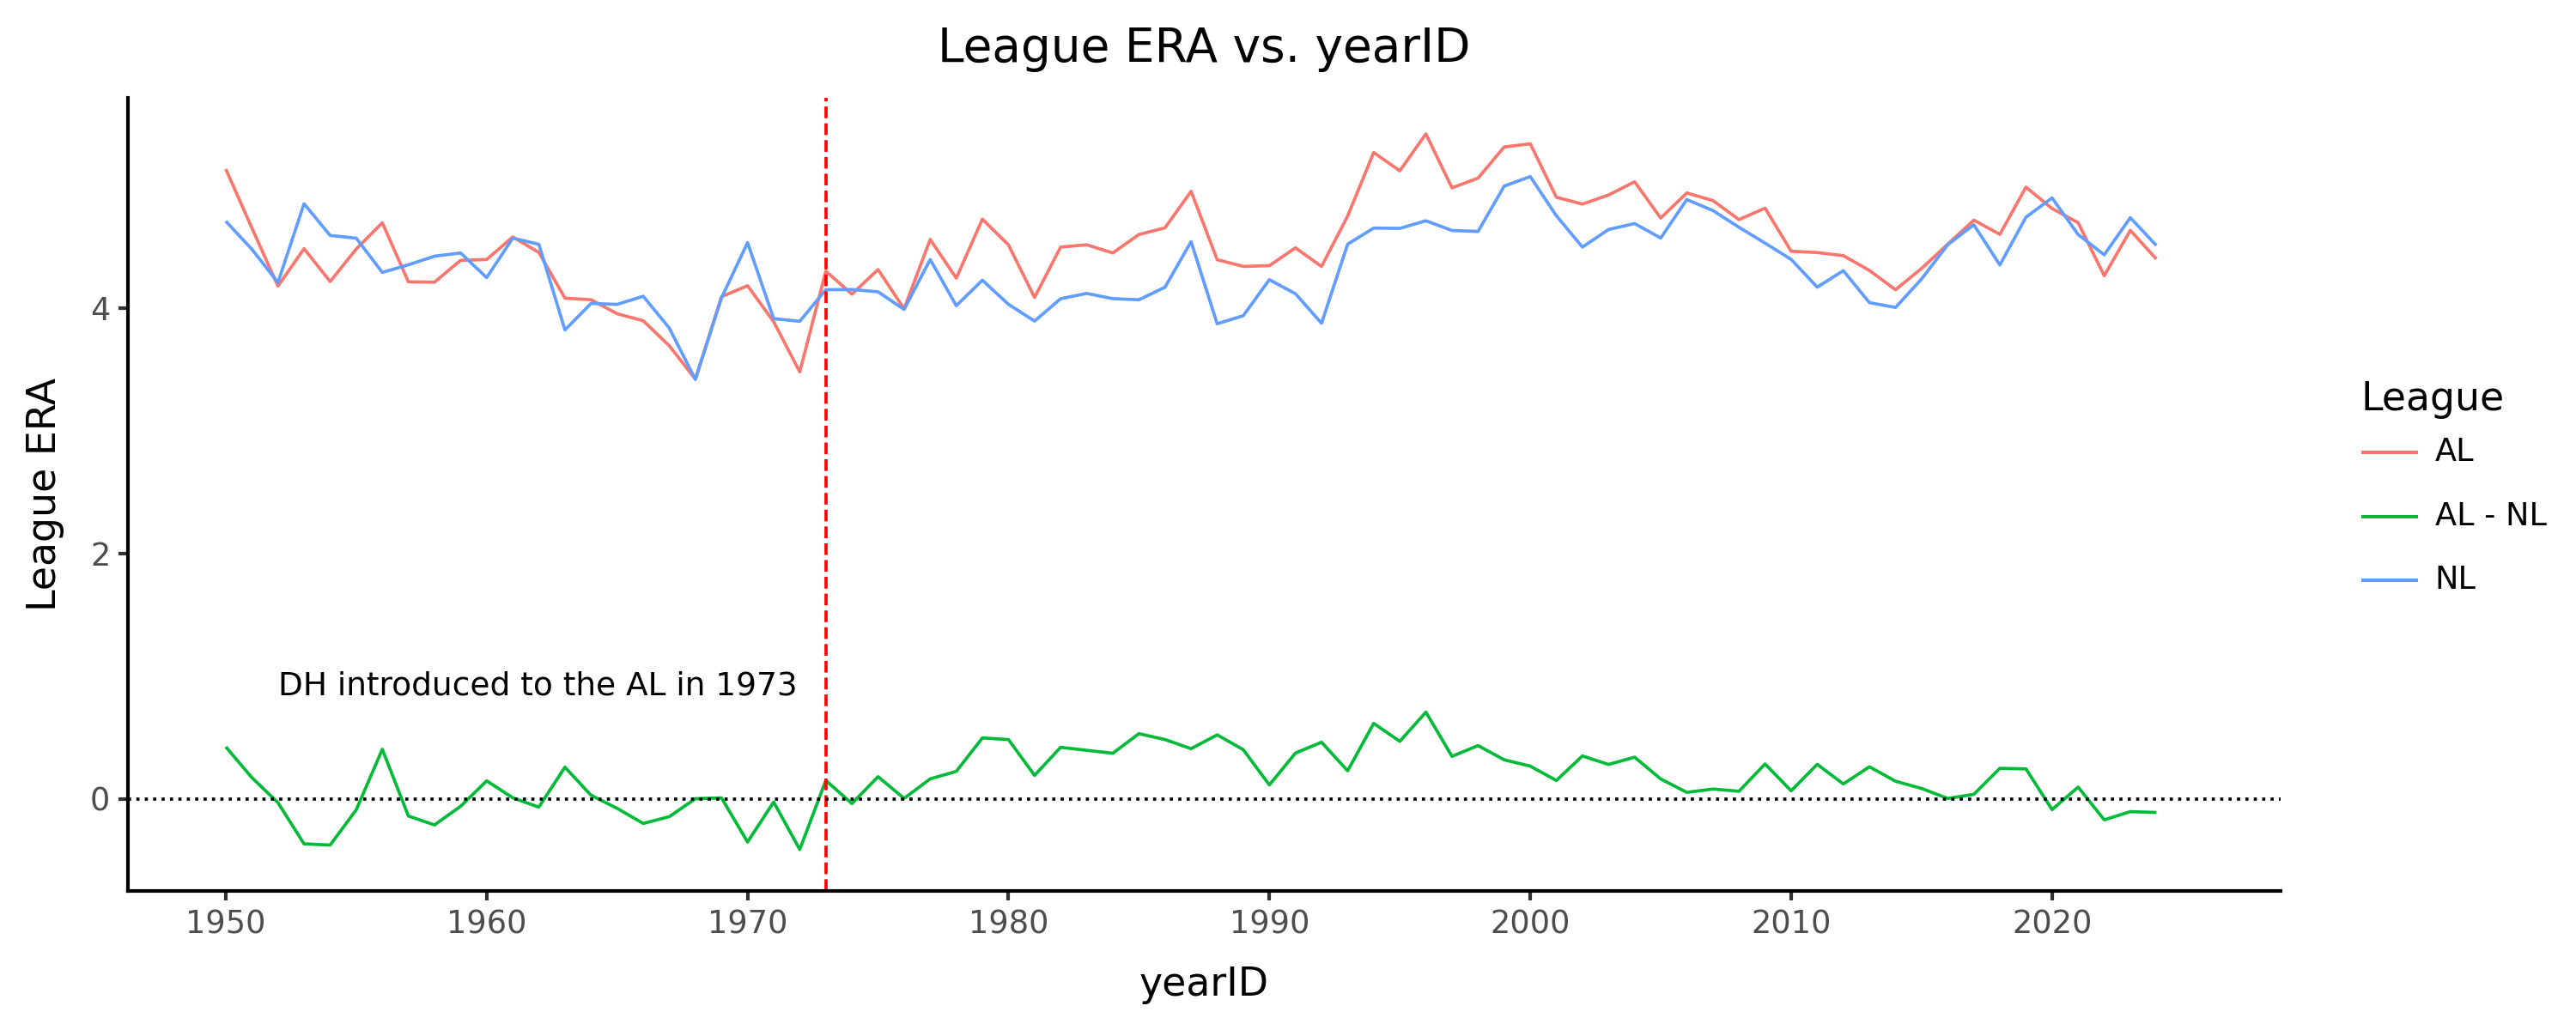 League ERA vs. yearID
League ERA
4
2
0
DH introduced to the AL in 1973
1950 1960 1970 1980 1990 2000 2010 2020
yearID
League
AL
AL - NL
NL